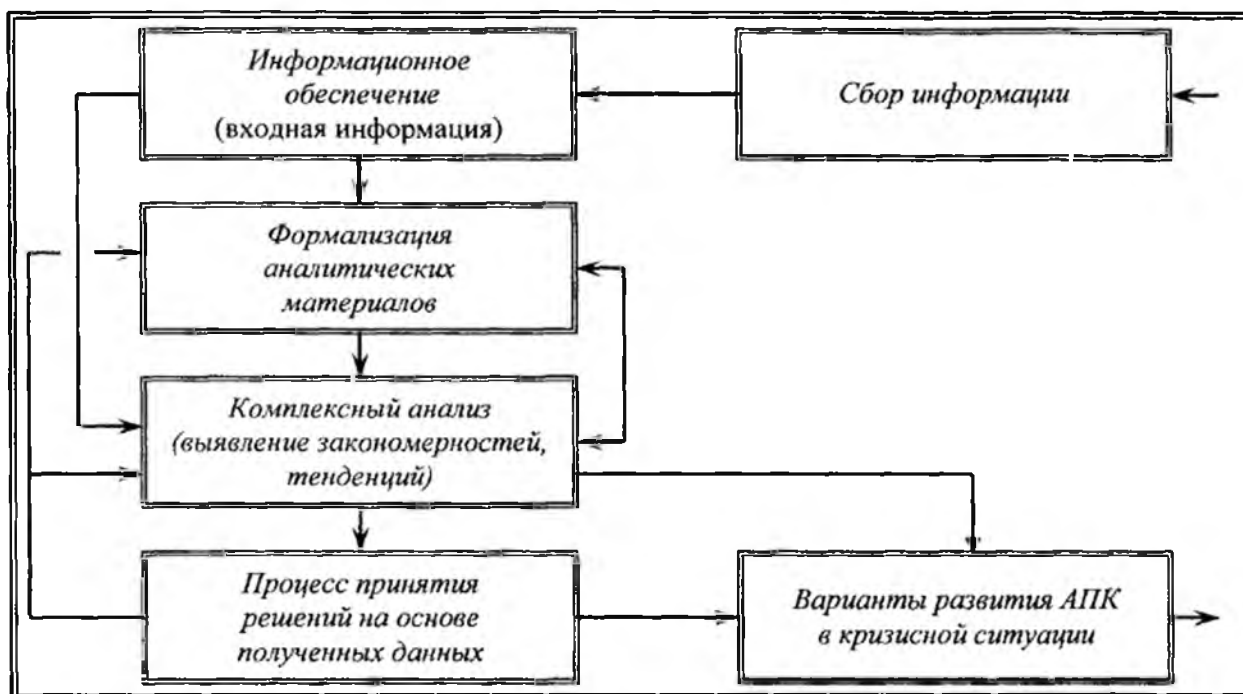 Информационное
обеспечение
(входная информация)
Сбор информации
Формализация
аналитических
материалов
Комплексный анализ
(выявление закономерностей,
тенденций)
Процесс принятия
решений на основе
полученных данных
Варианты развития АПК
в кризисной ситуации